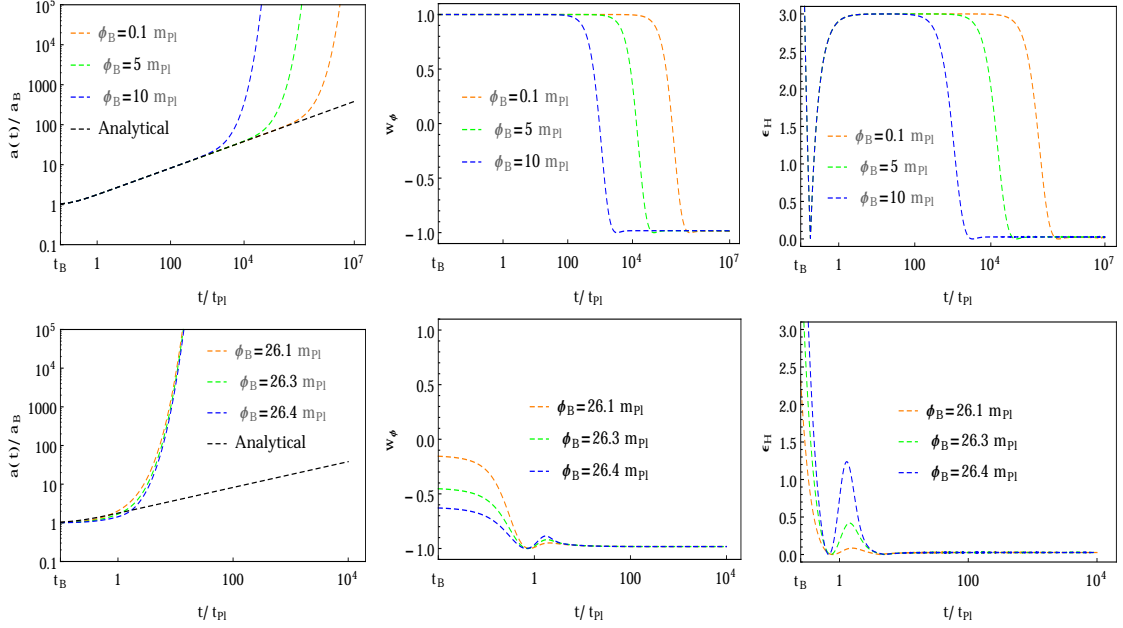 a(t)/ a_B
10^5
10^4
1000
100
10
1
0.1
ϕ_B=0.1 m_Pl
ϕ_B=5 m_Pl
ϕ_B=10 m_Pl
Analytical
t_B 1 100 10^4 10^7
t/ t_Pl
w_ϕ
1.0
0.5
0.0
−0.5
−1.0
ϕ_B=0.1 m_Pl
ϕ_B=5 m_Pl
ϕ_B=10 m_Pl
t_B 1 100 10^4 10^7
t/ t_Pl
ϵ_H
3.0
2.5
2.0
1.5
1.0
0.5
0.0
ϕ_B=0.1 m_Pl
ϕ_B=5 m_Pl
ϕ_B=10 m_Pl
t_B 1 100 10^4 10^7
t/ t_Pl
a(t)/ a_B
10^5
10^4
1000
100
10
1
0.1
ϕ_B=26.1 m_Pl
ϕ_B=26.3 m_Pl
ϕ_B=26.4 m_Pl
Analytical
t_B 1 100 10^4
t/ t_Pl
w_ϕ
1.0
0.5
0.0
−0.5
−1.0
ϕ_B=26.1 m_Pl
ϕ_B=26.3 m_Pl
ϕ_B=26.4 m_Pl
t_B 1 100 10^4
t/ t_Pl
ϵ_H
3.0
2.5
2.0
1.5
1.0
0.5
0.0
ϕ_B=26.1 m_Pl
ϕ_B=26.3 m_Pl
ϕ_B=26.4 m_Pl
t_B 1 100 10^4
t/ t_Pl